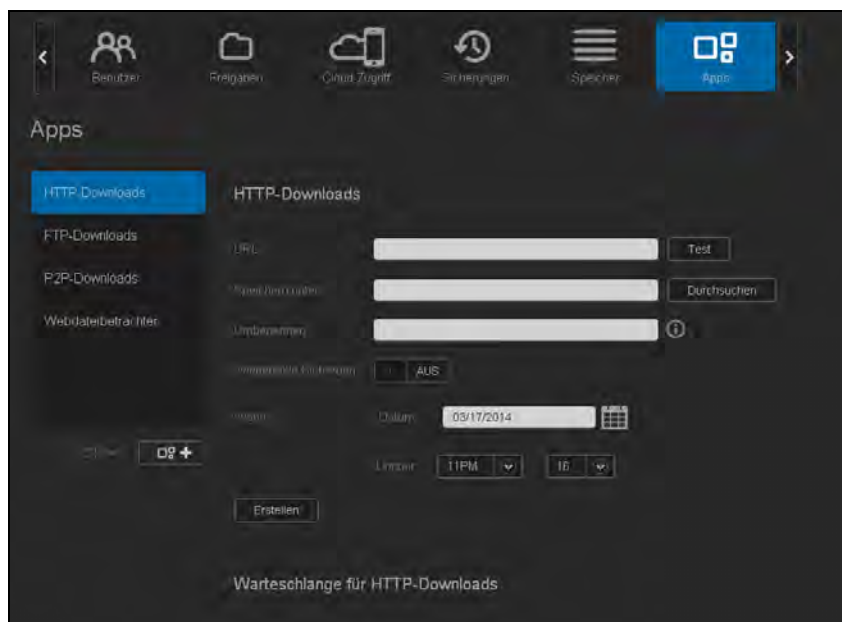 Benutzer
Freigaben
Cloud Zugriff
Sicherungen
Speicher
Apps
Apps
HTTP-Downloads
FTP-Downloads
P2P-Downloads
Webdateibetrachter
HTTP-Downloads
URL
Test
Durchsuchen
Umbenennen
AUS
Datum
03/17/2014
11PM
16
Erstellen
Warteschlange für HTTP-Downloads